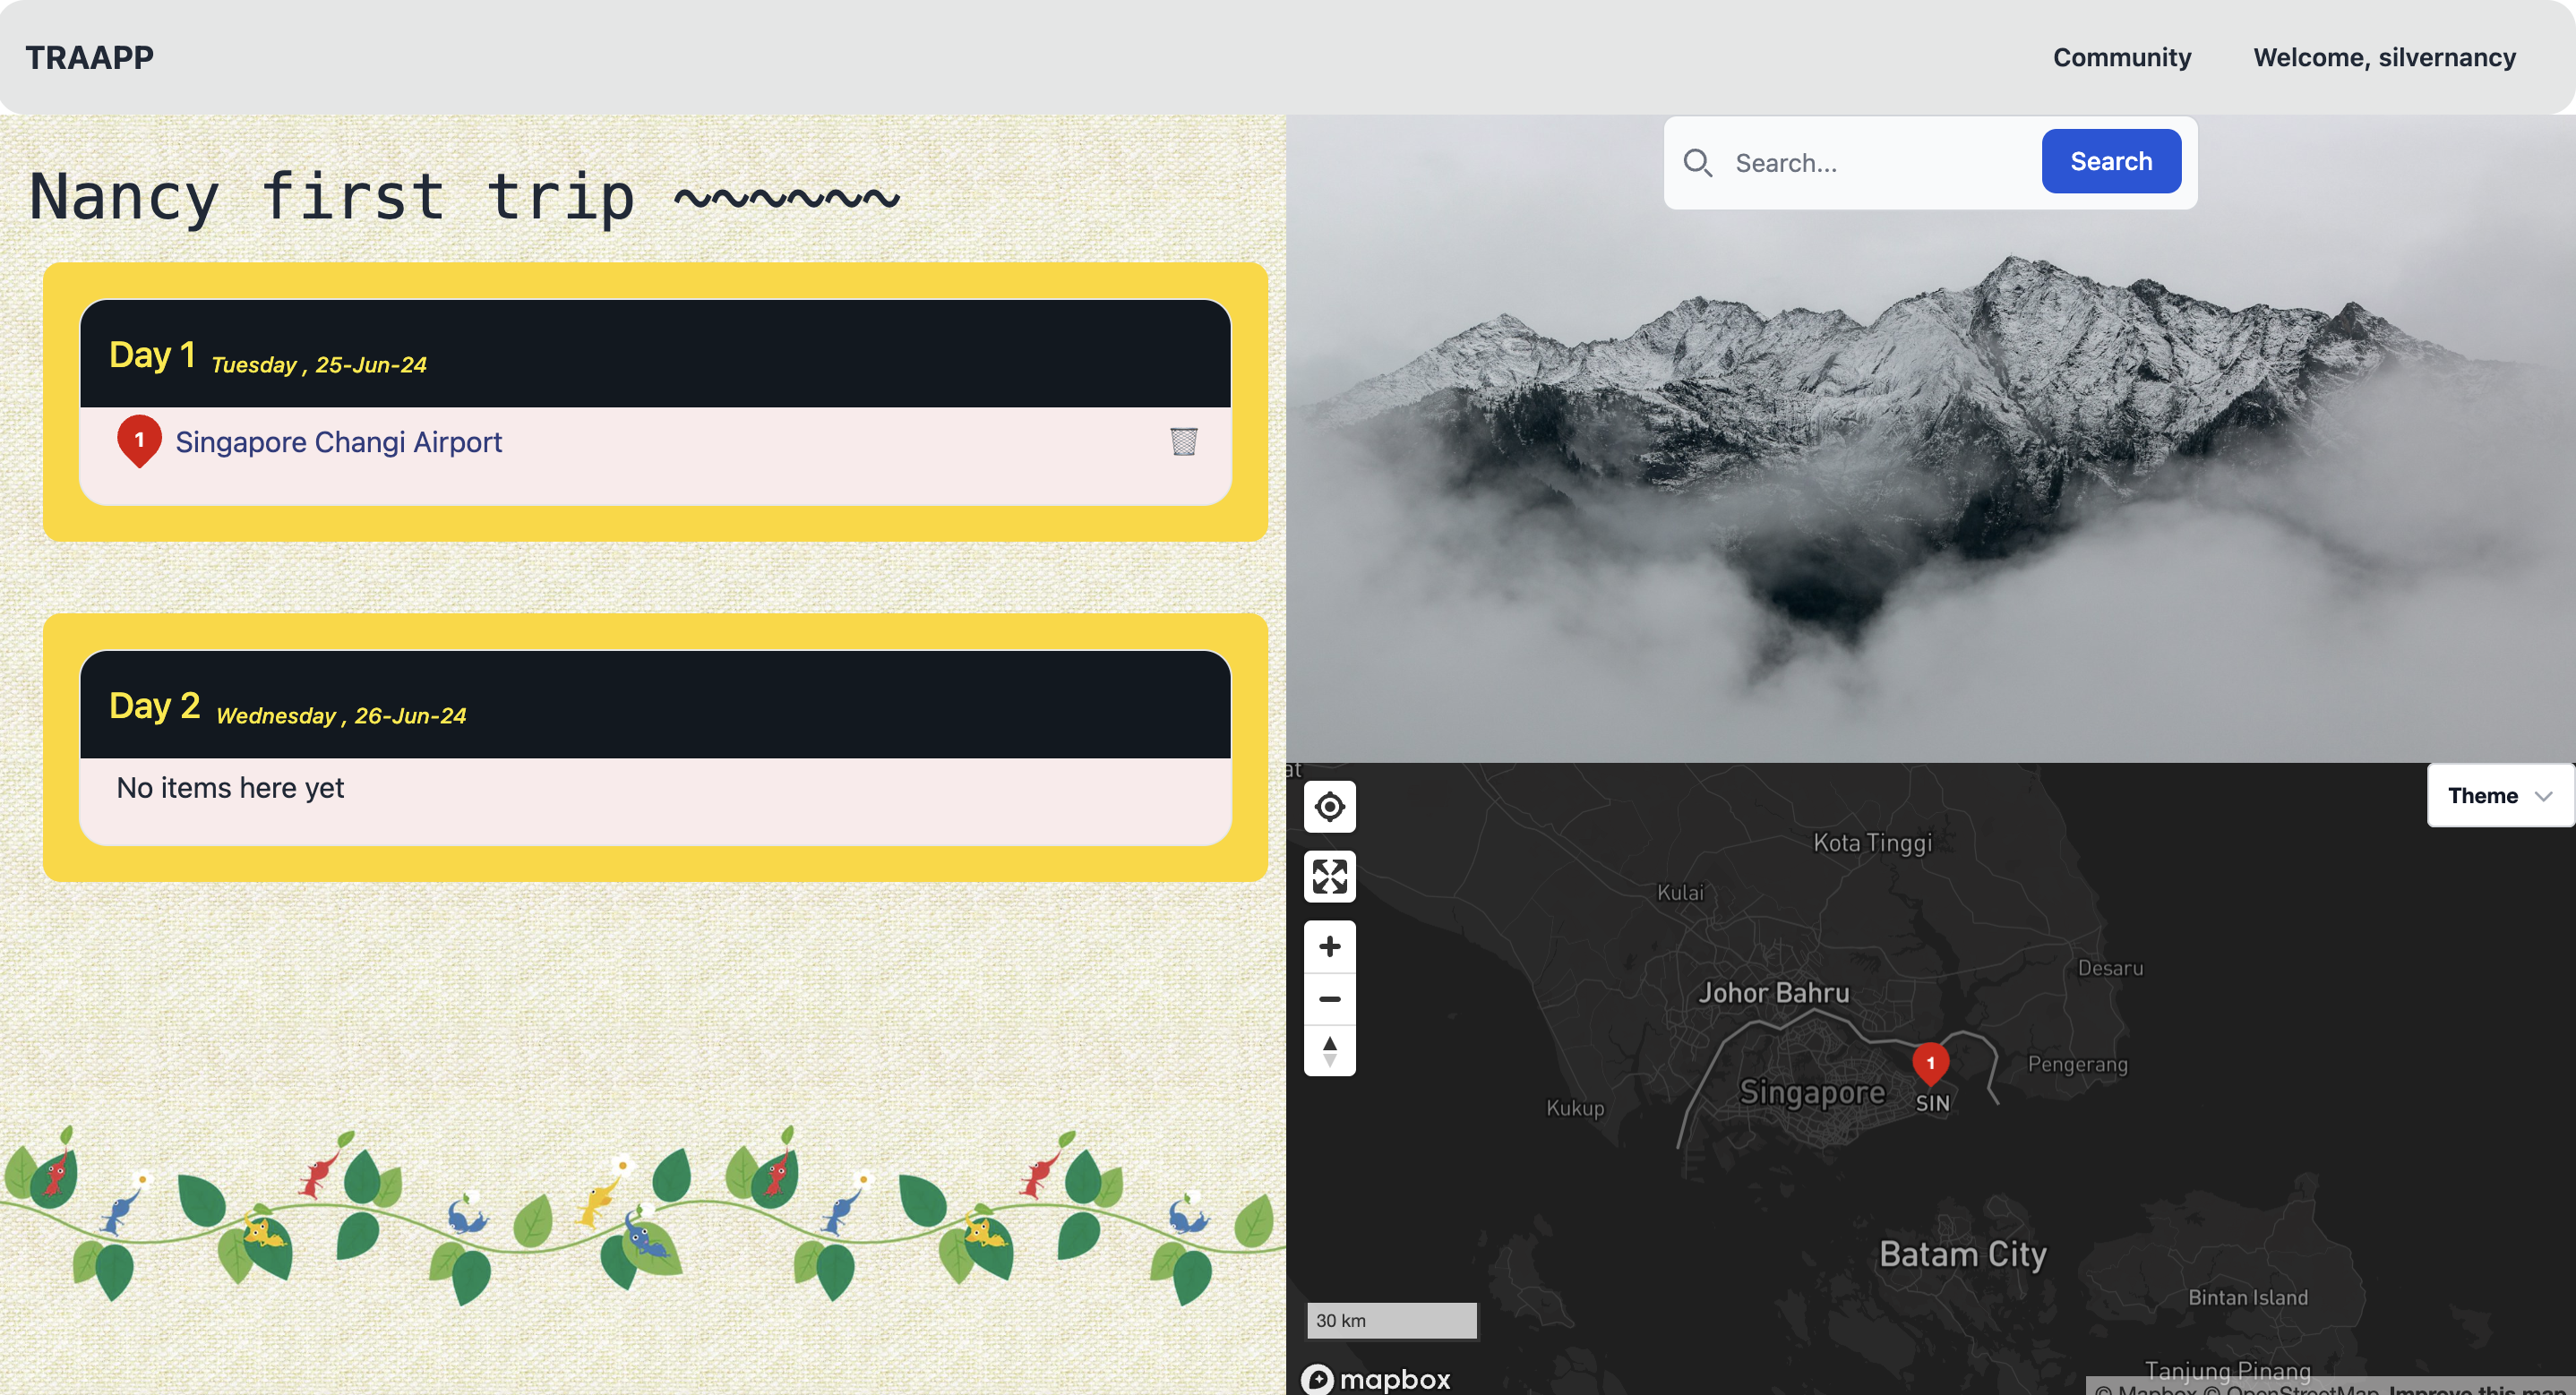 TRAAPP
Community
Welcome, silvernancy
Nancy first trip ~~~~~~
Day 1 Tuesday , 25-Jun-24
1 Singapore Changi Airport
Day 2 Wednesday , 26-Jun-24
No items here yet
Search...
Search
at
Theme
Kota Tinggi
Kulai
Desaru
Johor Bahru
1
Pengerang
Singapore
SIN
Kukup
Batam City
Bintan Island
30 km
Tanjung Pinang
mapbox
© Mapbox © OpenStreetMap Improve this map